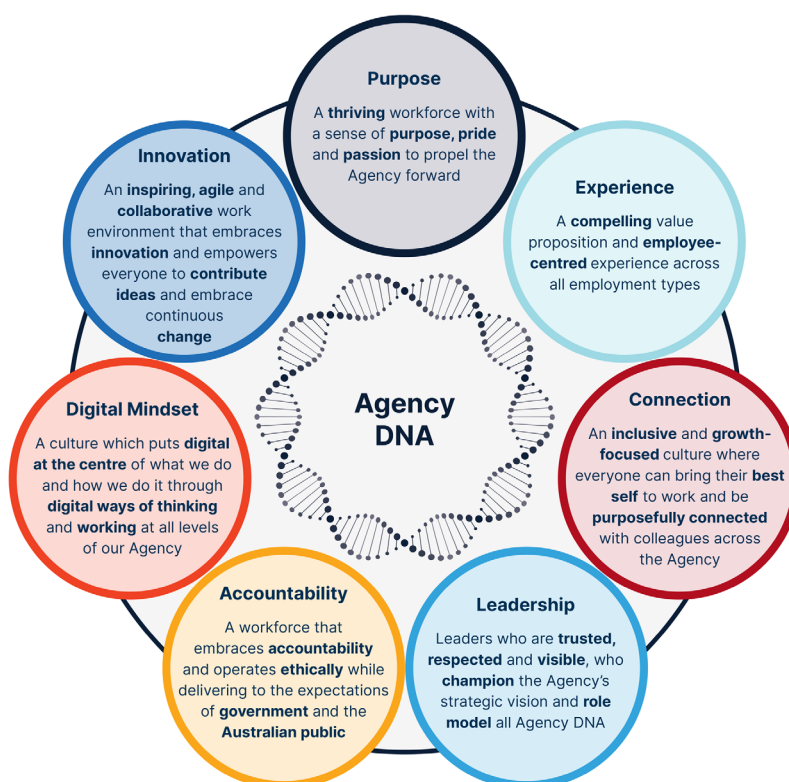 Purpose
A thriving workforce with
a sense of purpose, pride
and passion to propel the
Agency forward
Experience
A compelling value
proposition and employee-
centred experience across
all employment types
Connection
An inclusive and growth-
focused culture where
everyone can bring their best
self to work and be
purposefully connected
with colleagues across
the Agency
Leadership
Leaders who are trusted,
respected and visible, who
champion the Agency's
strategic vision and role
model all Agency DNA
Accountability
A workforce that
embraces accountability
and operates ethically while
delivering to the expectations
of government and the
Australian public
Digital Mindset
A culture which puts digital
at the centre of what we do
and how we do it through
digital ways of thinking
and working at all levels
of our Agency
Innovation
An inspiring, agile and
collaborative work
environment that embraces
innovation and empowers
everyone to contribute
ideas and embrace
continuous
change
Agency
DNA